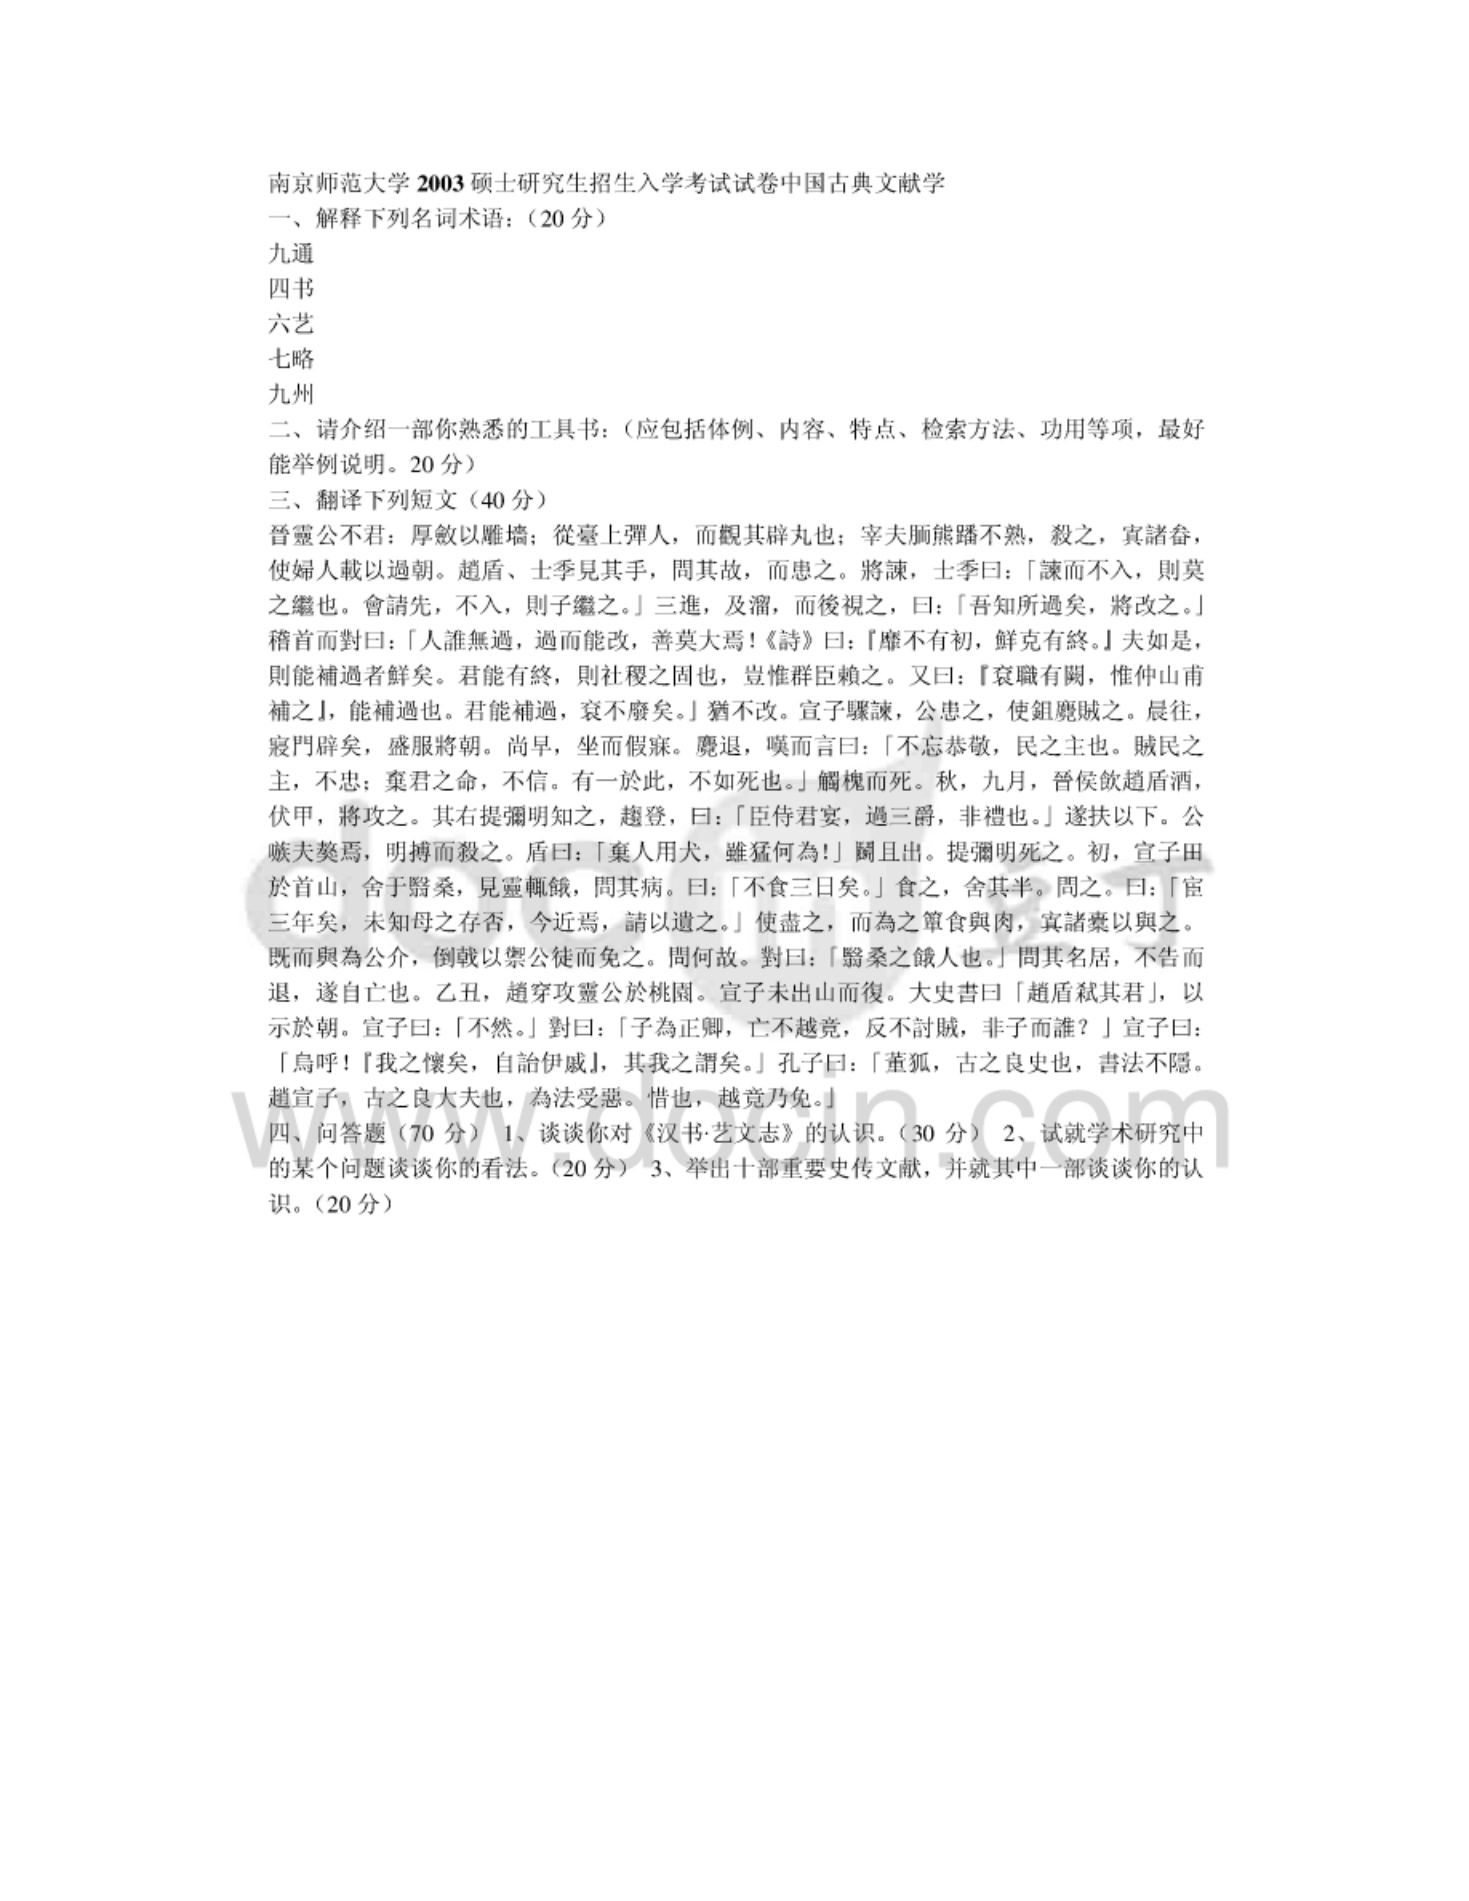 南京师范大学 2003 硕士研究生招生入学考试试卷中国古典文献学
一、解释下列名词术语：（20 分）
九通
四书
六艺
七略
九州
二、请介绍一部你熟悉的工具书：（应包括体例、内容、特点、检索方法、功用等项，最好
能举例说明。20 分）
三、翻译下列短文（40 分）
晉靈公不君：厚斂以雕墻；從臺上彈人，而觀其辟丸也；宰夫胹熊蹯不熟，殺之，寘諸畚，
使婦人載以過朝。趙盾、士季見其手，問其故，而患之。將諫，士季曰：「諫而不入，則莫
之繼也。會請先，不入，則子繼之。」三進，及溜，而後視之，曰：「吾知所過矣，將改之。」
稽首而對曰：「人誰無過，過而能改，善莫大焉！《詩》曰：『靡不有初，鮮克有終。』夫如是，
則能補過者鮮矣。君能有終，則社稷之固也，豈惟群臣賴之。又曰：『袞職有闕，惟仲山甫
補之』，能補過也。君能補過，袞不廢矣。」猶不改。宣子驟諫，公患之，使鉏麑賊之。晨往，
寢門辟矣，盛服將朝。尚早，坐而假寐。麑退，嘆而言曰：「不忘恭敬，民之主也。賊民之
主，不忠；棄君之命，不信。有一於此，不如死也。」觸槐而死。秋，九月，晉侯飲趙盾酒，
伏甲，將攻之。其右提彌明知之，趨登，曰：「臣侍君宴，過三爵，非禮也。」遂扶以下。公
嗾夫獒焉，明搏而殺之。盾曰：「棄人用犬，雖猛何為！」鬭且出。提彌明死之。初，宣子田
於首山，舍于翳桑，見靈輒餓，問其病。曰：「不食三日矣。」食之，舍其半。問之。曰：「宦
三年矣，未知母之存否，今近焉，請以遺之。」使盡之，而為之簞食與肉，寘諸橐以與之。
既而與為公介，倒戟以禦公徒而免之。問何故。對曰：「翳桑之餓人也。」問其名居，不告而
退，遂自亡也。乙丑，趙穿攻靈公於桃園。宣子未出山而復。大史書曰「趙盾弒其君」，以
示於朝。宣子曰：「不然。」對曰：「子為正卿，亡不越竟，反不討賊，非子而誰？」宣子曰：
「烏呼！『我之懷矣，自詒伊慼』，其我之謂矣。」孔子曰：「董狐，古之良史也，書法不隱。
趙宣子，古之良大夫也，為法受惡。惜也，越竟乃免。」
四、问答题（70 分） 1、谈谈你对《汉书·艺文志》的认识。（30 分） 2、试就学术研究中
的某个问题谈谈你的看法。（20 分） 3、举出十部重要史传文献，并就其中一部谈谈你的认
识。（20 分）
docin 豆丁
www.docin.com